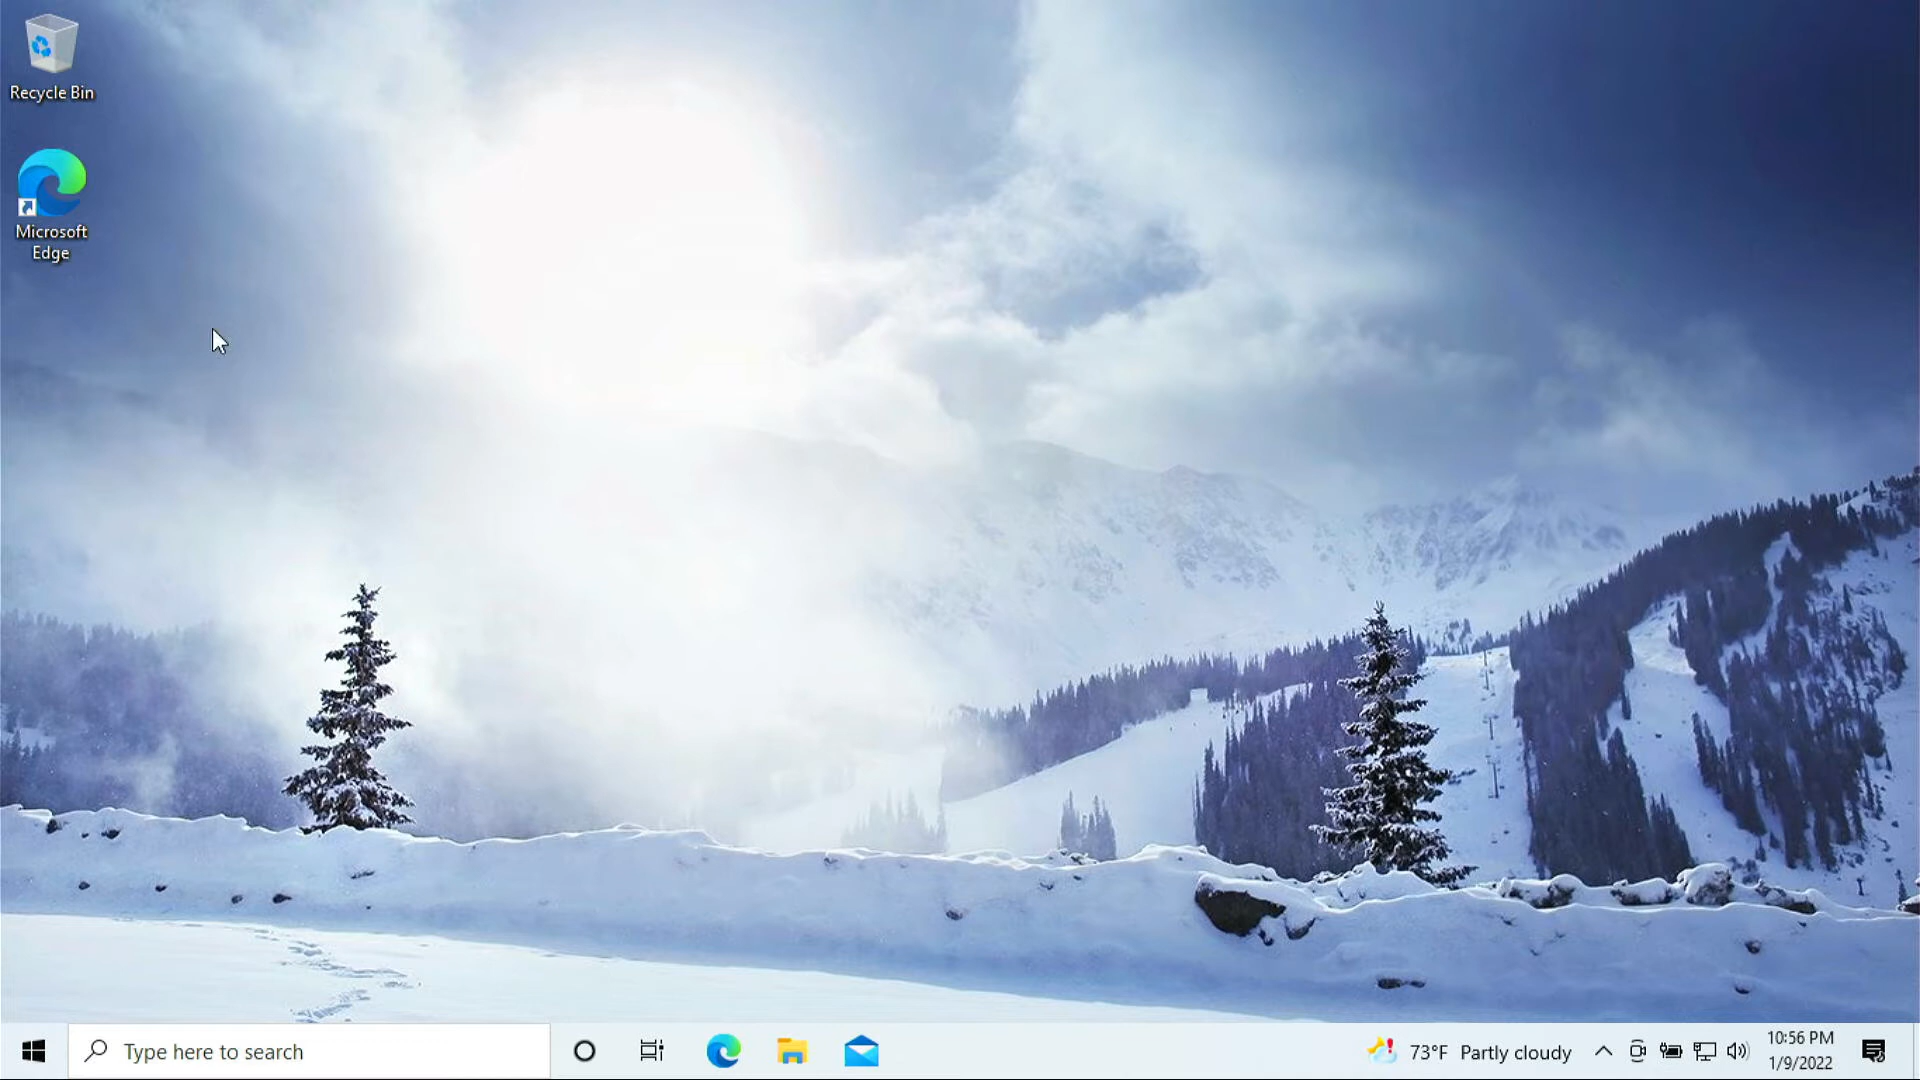 Recycle Bin
Microsoft
Edge
Type here to search
73°F Partly cloudy
10:56 PM
1/9/2022